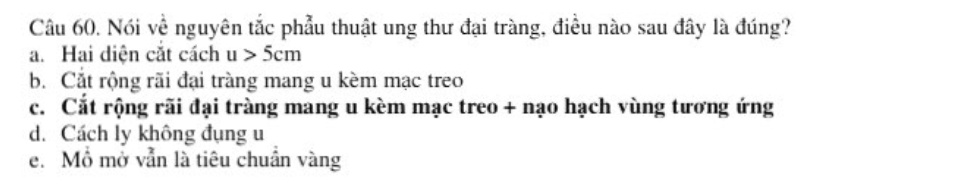 Câu 60. Nói về nguyên tắc phẫu thuật ung thư đại tràng, điều nào sau đây là đúng?
a. Hai diện cắt cách u > 5cm
b. Cắt rộng rãi đại tràng mang u kèm mạc treo
c. Cắt rộng rãi đại tràng mang u kèm mạc treo + nạo hạch vùng tương ứng
d. Cách ly không đụng u
e. Mổ mở vẫn là tiêu chuẩn vàng